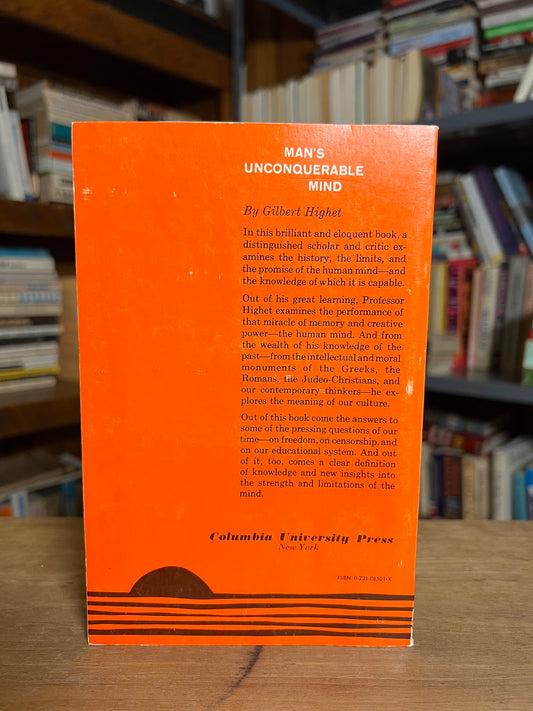 MAN'S
UNCONQUERABLE
MIND
By Gilbert Highet
In this brilliant and eloquent book, a
distinguished scholar and critic ex-
amines the history, the limits, and
the promise of the human mind—and
the knowledge of which it is capable.
Out of his great learning, Professor
Highet examines the performance of
that miracle of memory and creative
power—the human mind. And from
the wealth of his knowledge of the
past—from the intellectual and moral
monuments of the Greeks, the
Romans, the Judeo-Christians, and
our contemporary thinkers—he ex-
plores the meaning of our culture.
Out of this book come the answers to
some of the pressing questions of our
time—on freedom, on censorship, and
on our educational system. And out
of it, too, comes a clear definition
of knowledge and new insights into
the strength and limitations of the
mind.
Columbia University Press
New York
ISBN 0-231-08501-X